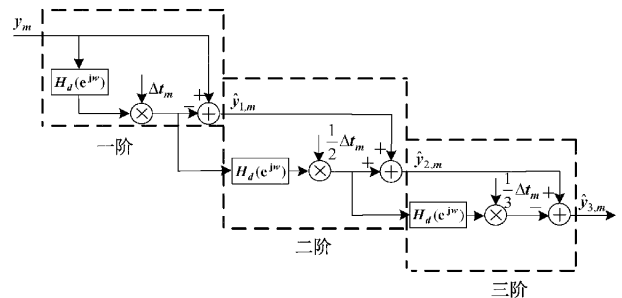 y_m
H_d(e^{jw})
Δt_m
−
+
ŷ_{1,m}
一阶
H_d(e^{jw})
1/2 Δt_m
+
+
ŷ_{2,m}
二阶
H_d(e^{jw})
1/3 Δt_m
+
−
ŷ_{3,m}
三阶